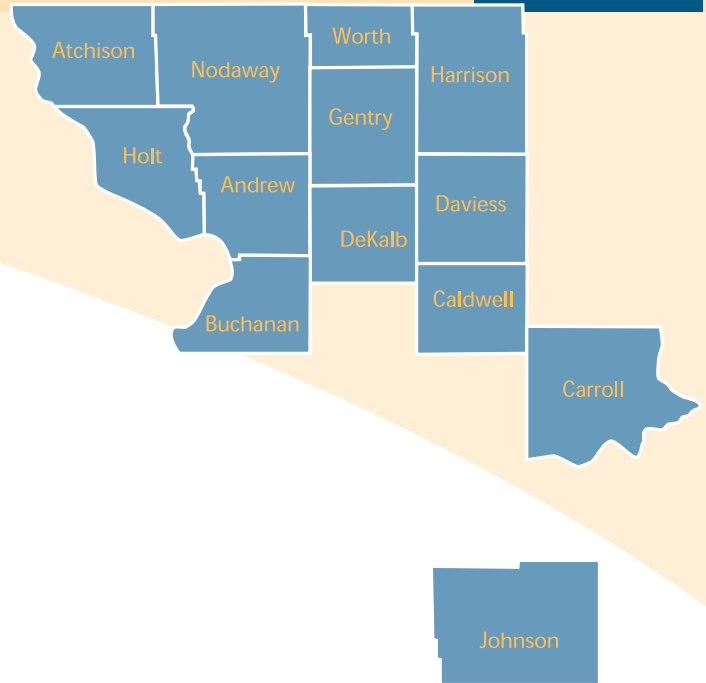 Worth
Atchison
Nodaway
Harrison
Gentry
Holt
Andrew
Daviess
DeKalb
Caldwell
Buchanan
Carroll
Johnson